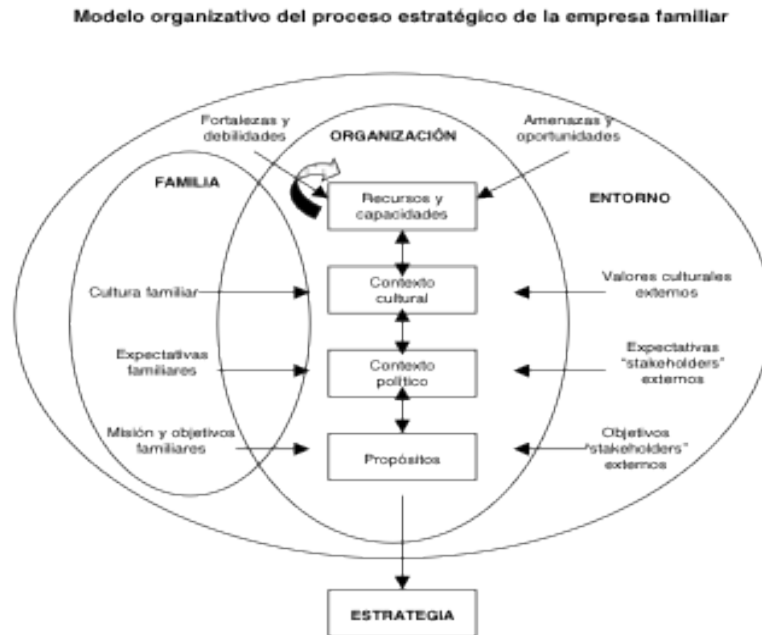 Modelo organizativo del proceso estratégico de la empresa familiar
Fortalezas y
debilidades
ORGANIZACIÓN
Amenazas y
oportunidades
FAMILIA
Recursos y
capacidades
ENTORNO
Cultura familiar
Contexto
cultural
Valores culturales
externos
Expectativas
familiares
Contexto
político
Expectativas
"stakeholders"
externos
Misión y objetivos
familiares
Propósitos
Objetivos
"stakeholders"
externos
ESTRATEGIA